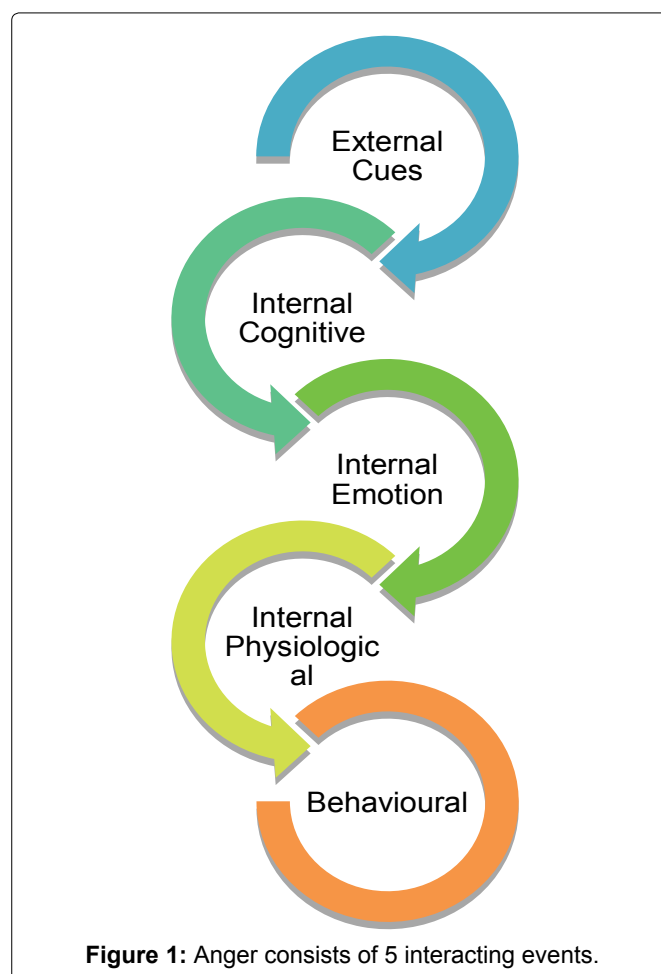 External
Cues
Internal
Cognitive
Internal
Emotion
Internal
Physiologic
al
Behavioural
Figure 1: Anger consists of 5 interacting events.